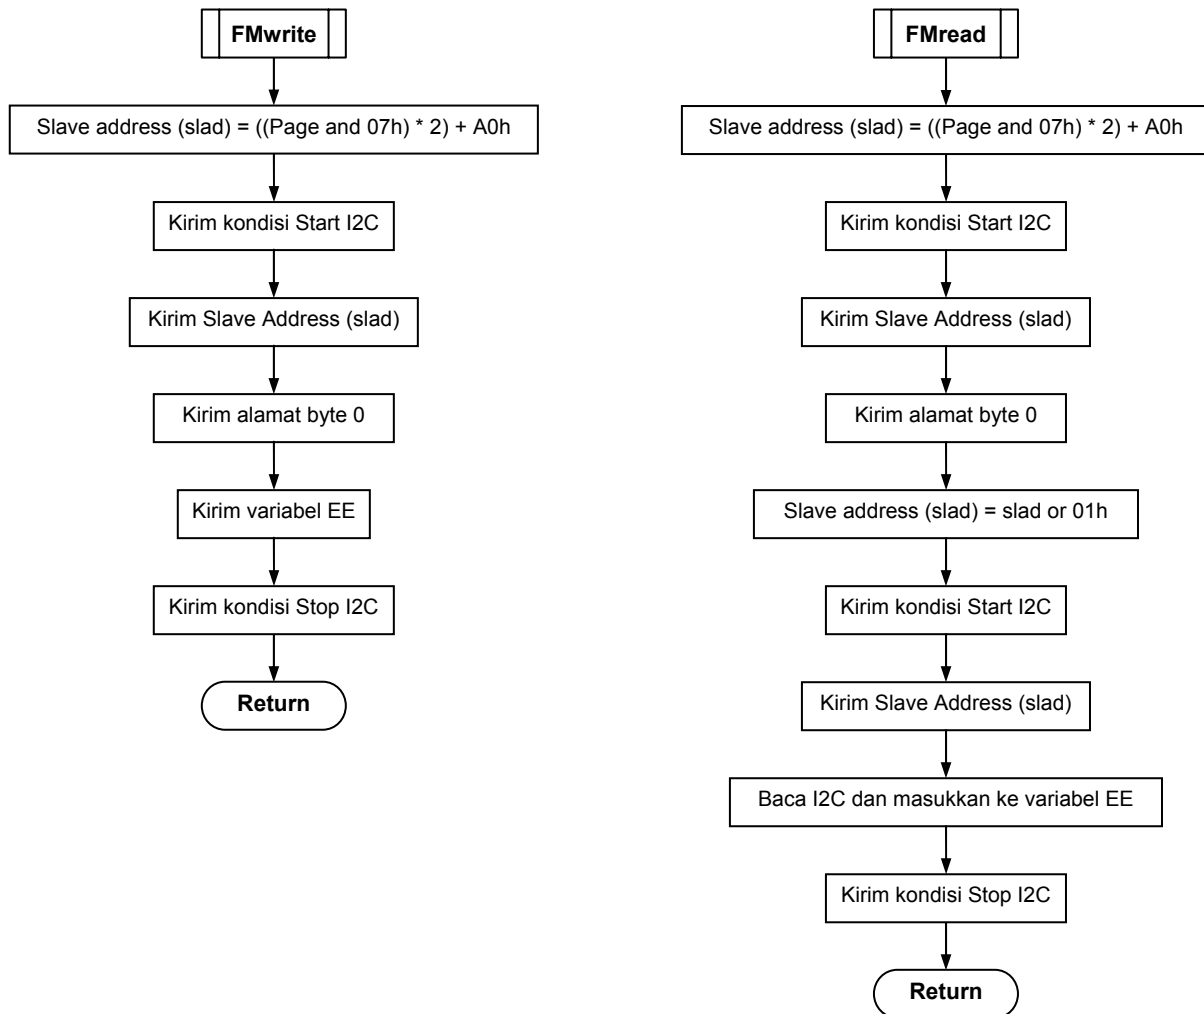 FMwrite
Slave address (slad) = ((Page and 07h) * 2) + A0h
Kirim kondisi Start I2C
Kirim Slave Address (slad)
Kirim alamat byte 0
Kirim variabel EE
Kirim kondisi Stop I2C
Return
FMread
Slave address (slad) = ((Page and 07h) * 2) + A0h
Kirim kondisi Start I2C
Kirim Slave Address (slad)
Kirim alamat byte 0
Slave address (slad) = slad or 01h
Kirim kondisi Start I2C
Kirim Slave Address (slad)
Baca I2C dan masukkan ke variabel EE
Kirim kondisi Stop I2C
Return